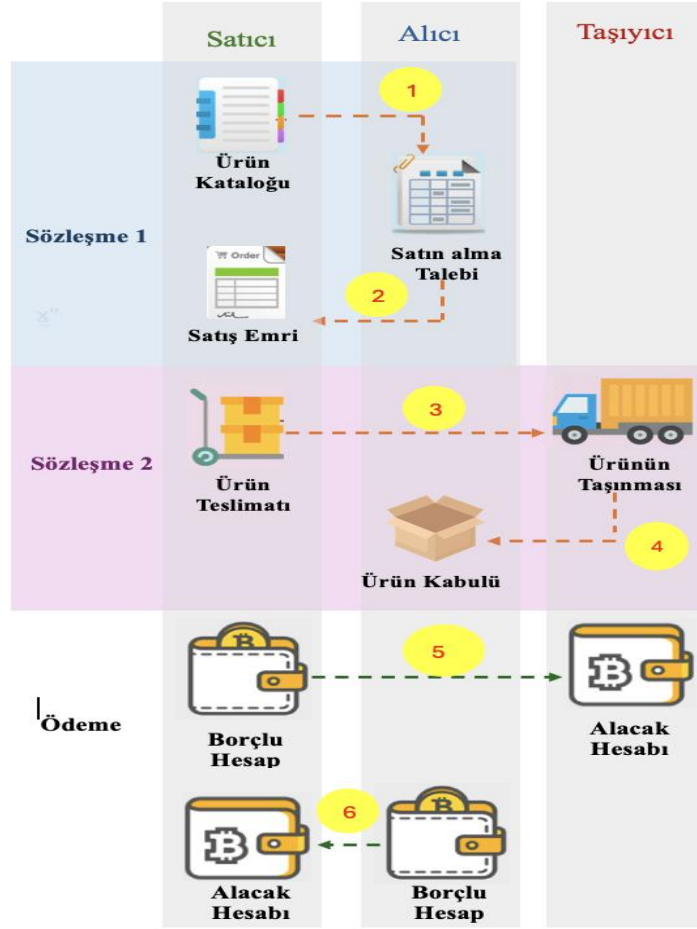 Satıcı
Alıcı
Taşıyıcı
1
Ürün
Kataloğu
Sözleşme 1
Satın alma
Talebi
Order
2
Satış Emri
3
Sözleşme 2
Ürün
Teslimatı
Ürünün
Taşınması
4
Ürün Kabulü
5
Ödeme
Borçlu
Hesap
Alacak
Hesabı
6
Alacak
Hesabı
Borçlu
Hesap